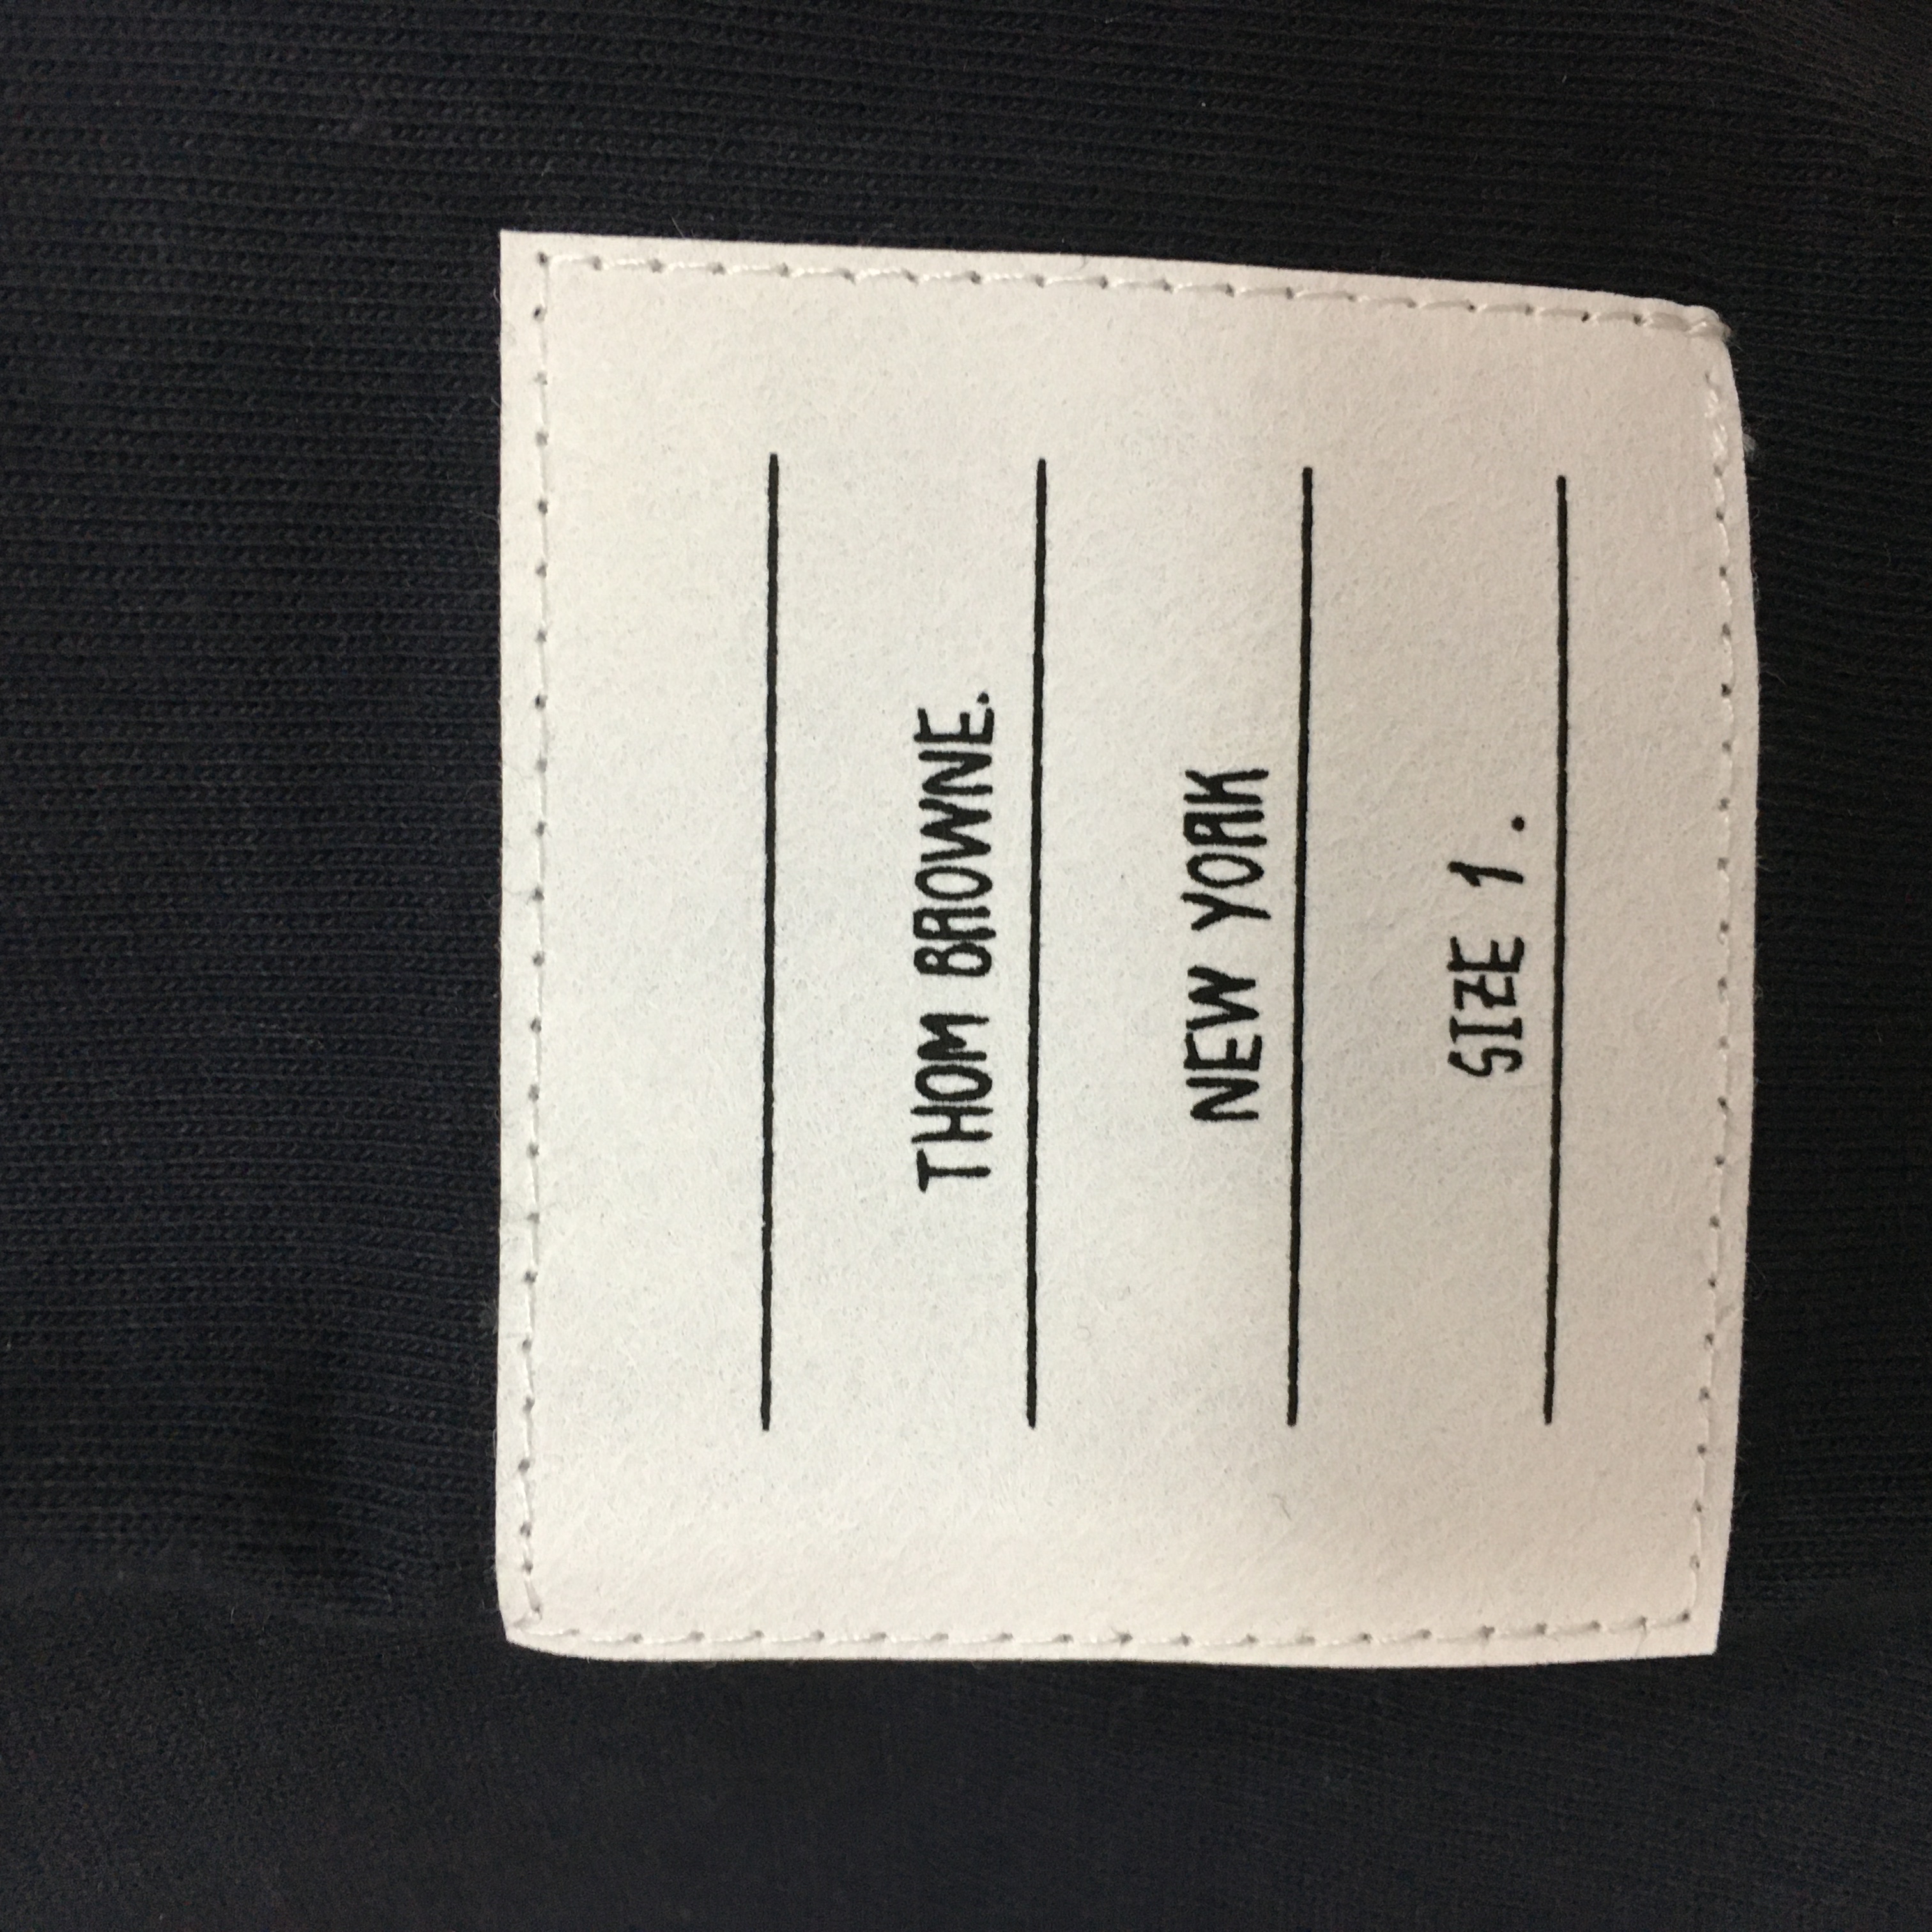 THOM BROWNE.
NEW YORK
SIZE 1.